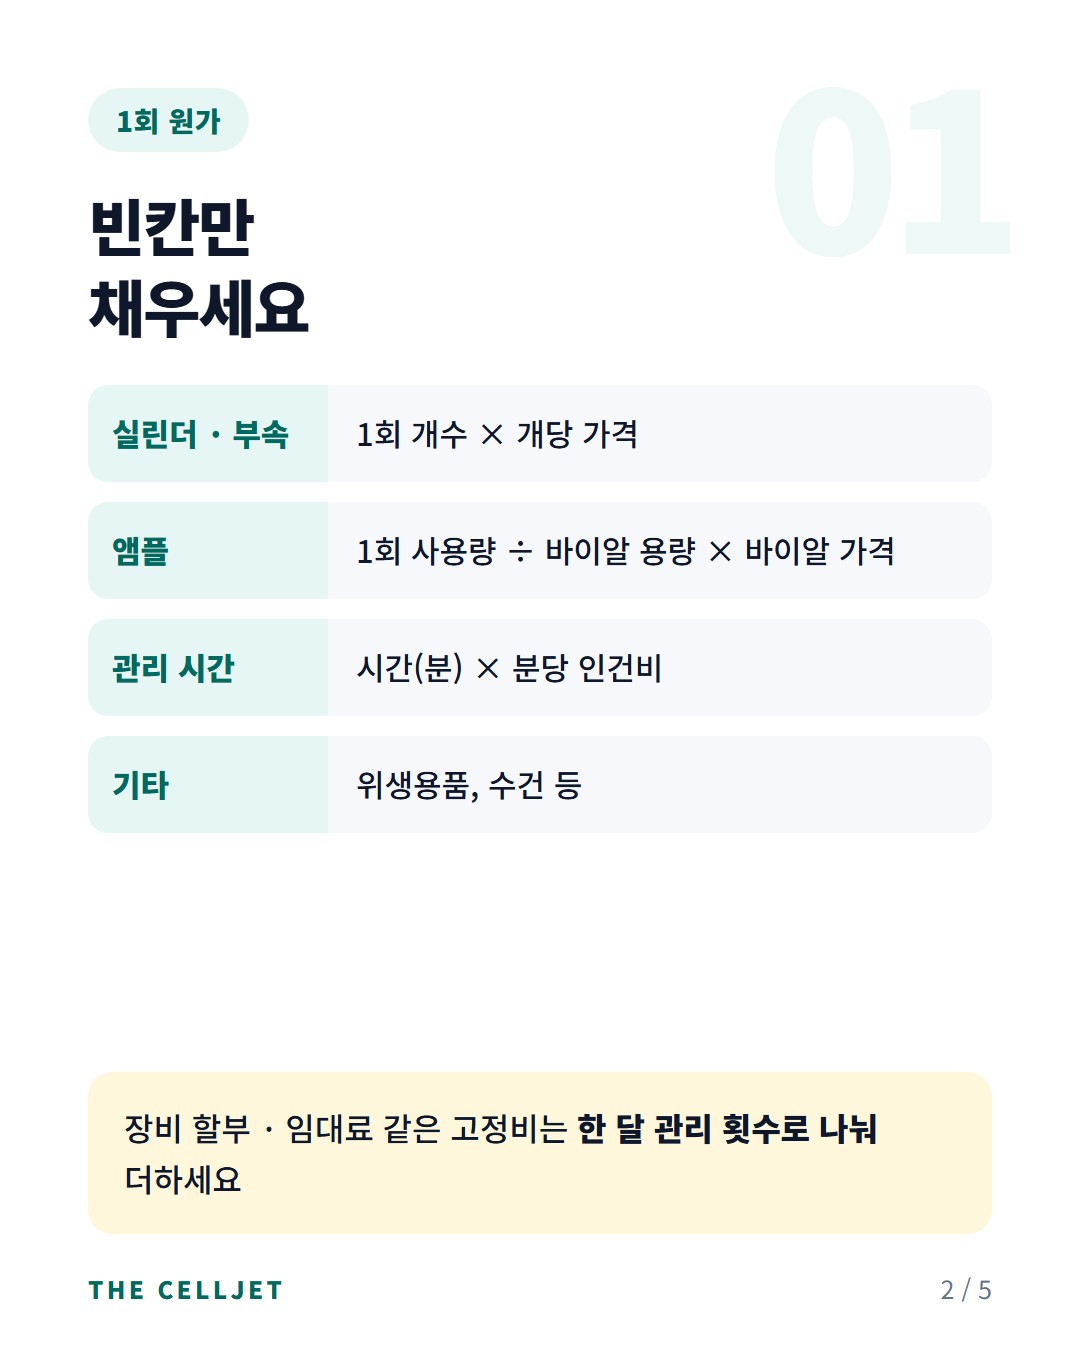 1회 원가
01
빈칸만
채우세요
실린더 · 부속
1회 개수 × 개당 가격
앰플
1회 사용량 ÷ 바이알 용량 × 바이알 가격
관리 시간
시간(분) × 분당 인건비
기타
위생용품, 수건 등
장비 할부 · 임대료 같은 고정비는 한 달 관리 횟수로 나눠
더하세요
THE CELLJET
2 / 5